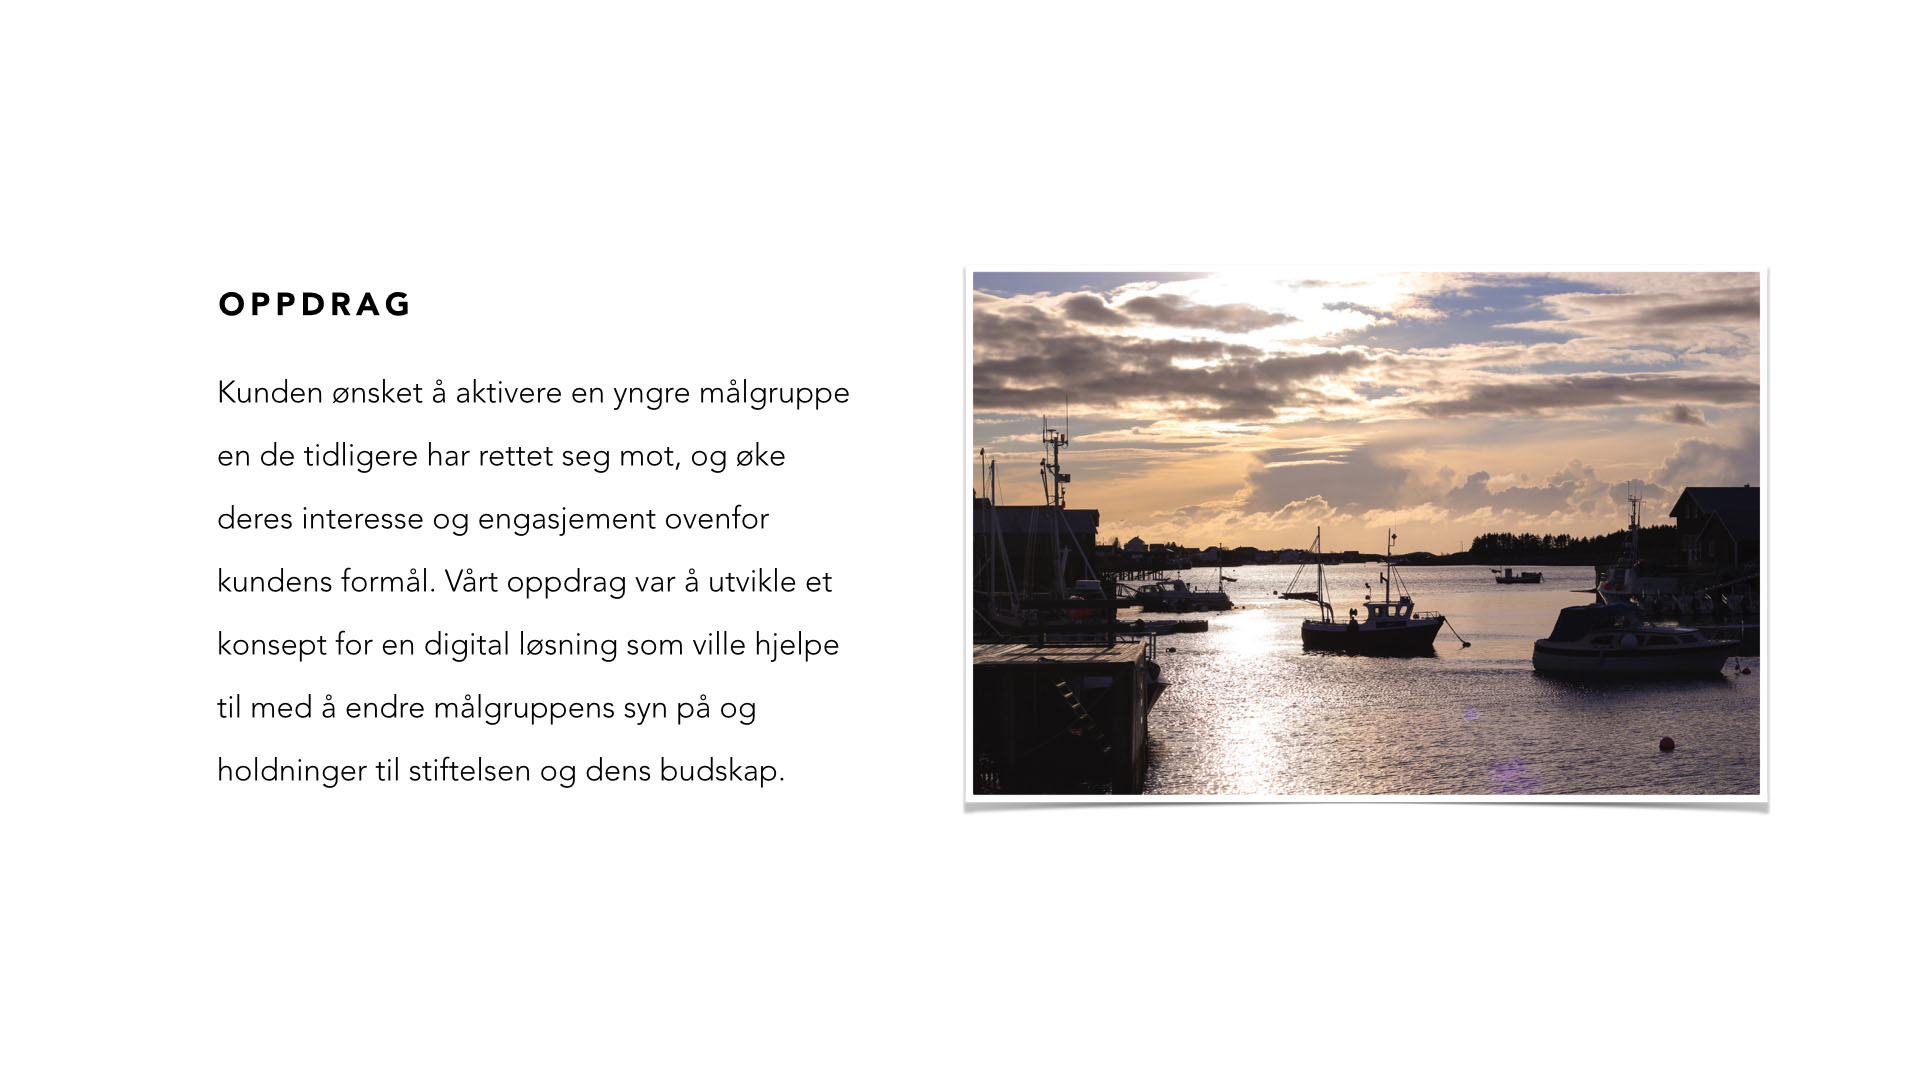 OPPDRAG
Kunden ønsket å aktivere en yngre målgruppe
en de tidligere har rettet seg mot, og øke
deres interesse og engasjement ovenfor
kundens formål. Vårt oppdrag var å utvikle et
konsept for en digital løsning som ville hjelpe
til med å endre målgruppens syn på og
holdninger til stiftelsen og dens budskap.